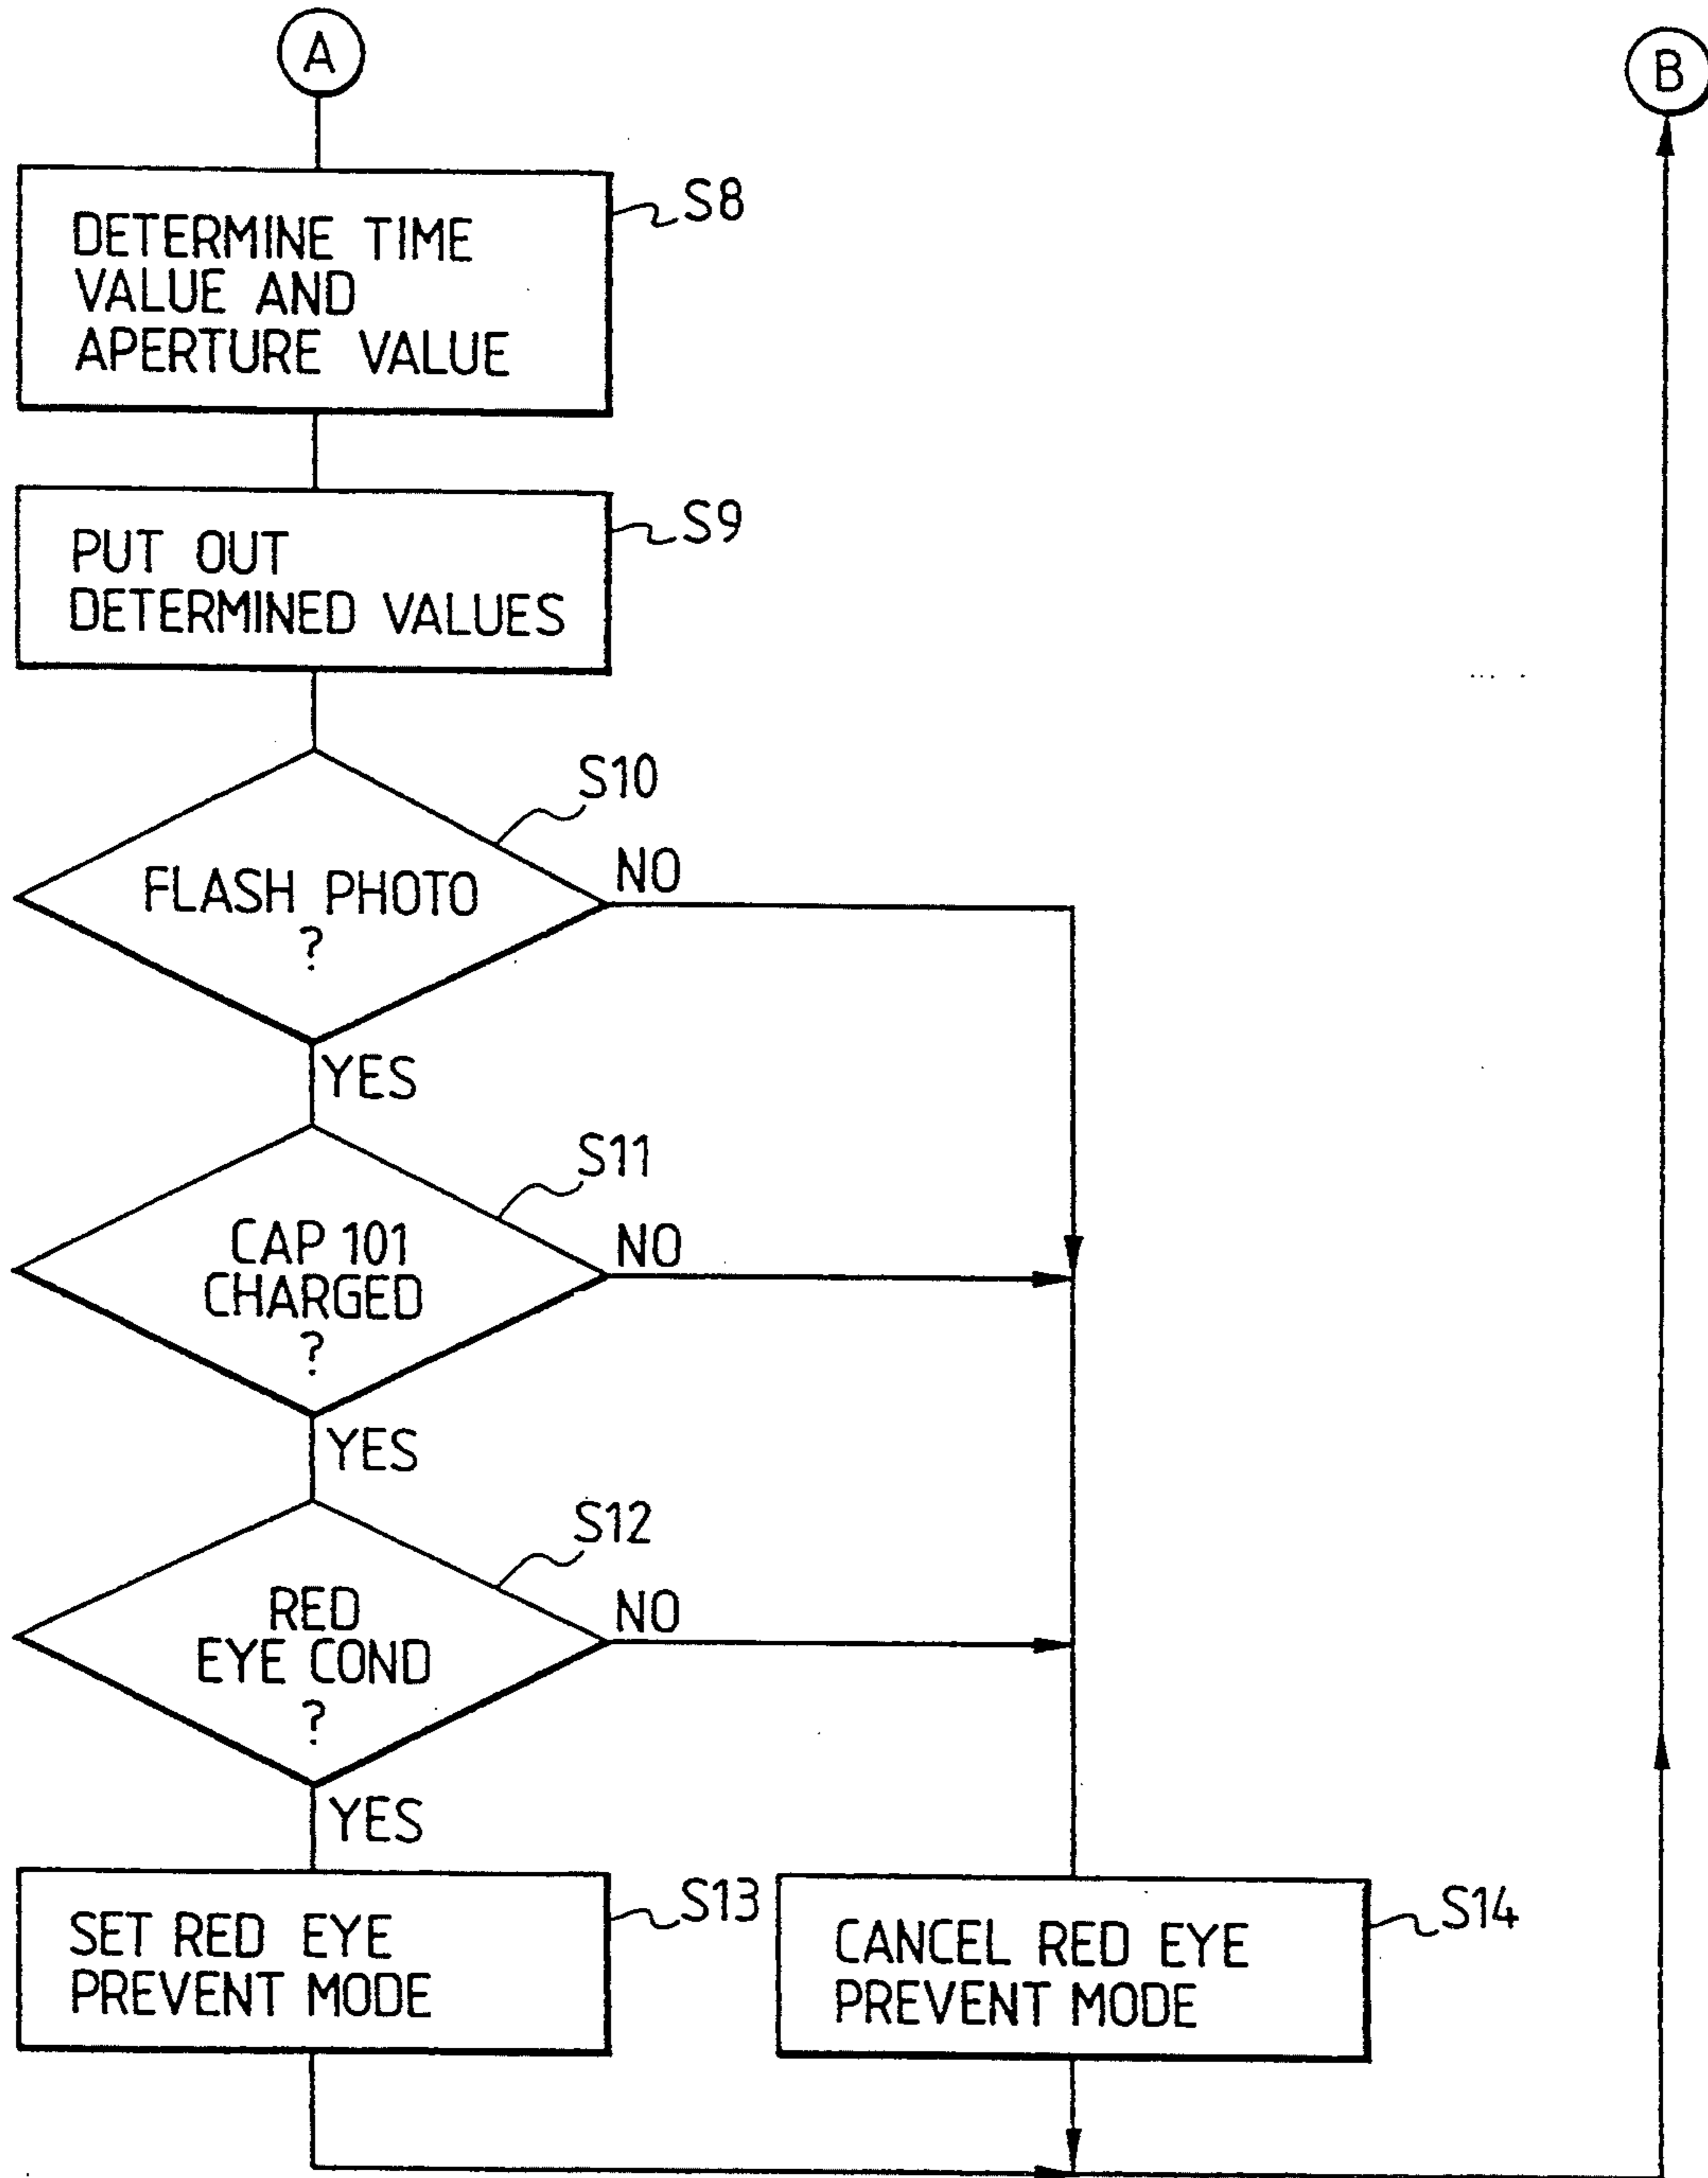 A
B
S8
DETERMINE TIME
VALUE AND
APERTURE VALUE
S9
PUT OUT
DETERMINED VALUES
S10
FLASH PHOTO
?
NO
YES
S11
CAP 101
CHARGED
?
NO
YES
S12
RED
EYE COND
?
NO
YES
S13
SET RED EYE
PREVENT MODE
S14
CANCEL RED EYE
PREVENT MODE